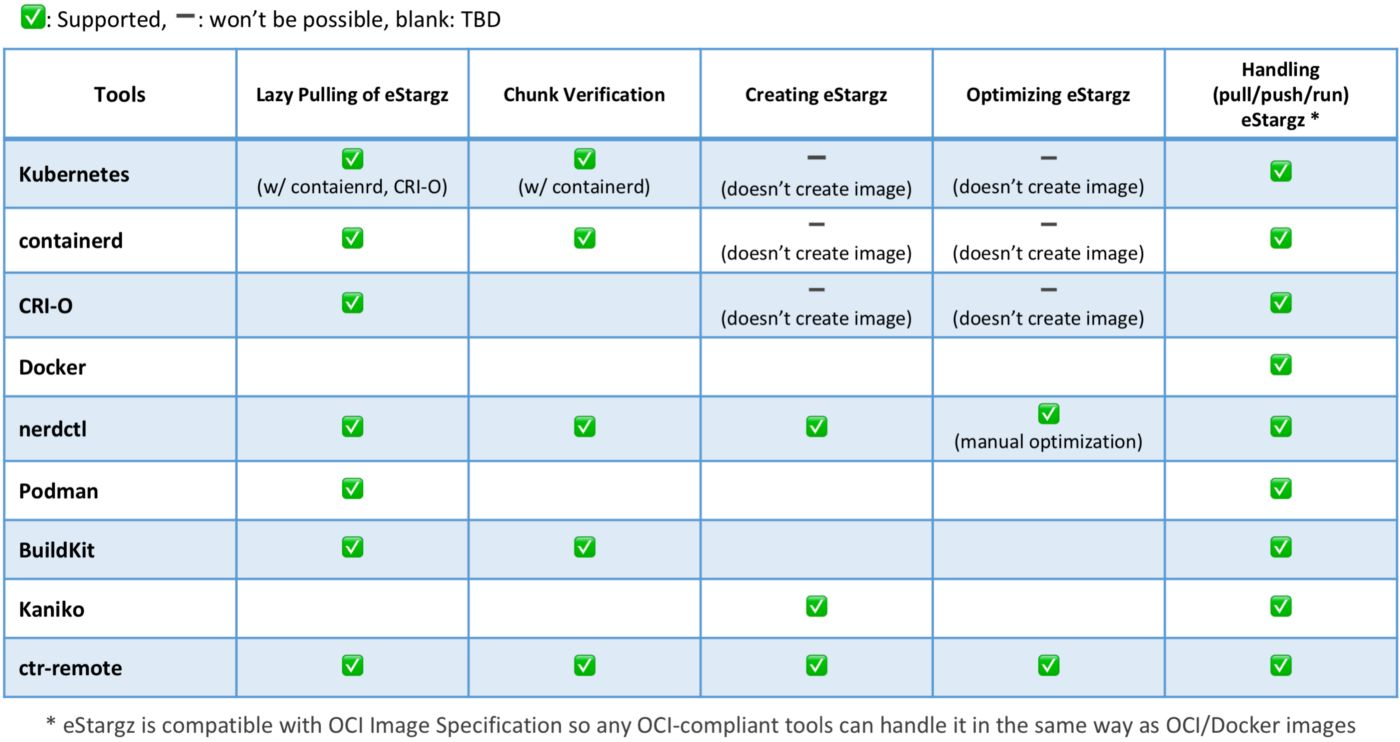 ✅: Supported, ━: won’t be possible, blank: TBD
Tools Lazy Pulling of eStargz Chunk Verification Creating eStargz Optimizing eStargz Handling
(pull/push/run)
eStargz *
Kubernetes ✅ ✅ ━ ━ ✅
(w/ contaienrd, CRI-O) (w/ containerd) (doesn’t create image) (doesn’t create image)
containerd ✅ ✅ ━ ━ ✅
(doesn’t create image) (doesn’t create image)
CRI-O ✅ ━ ━ ✅
(doesn’t create image) (doesn’t create image)
Docker ✅
nerdctl ✅ ✅ ✅ ✅ ✅
(manual optimization)
Podman ✅ ✅
BuildKit ✅ ✅ ✅
Kaniko ✅ ✅
ctr-remote ✅ ✅ ✅ ✅ ✅
* eStargz is compatible with OCI Image Specification so any OCI-compliant tools can handle it in the same way as OCI/Docker images